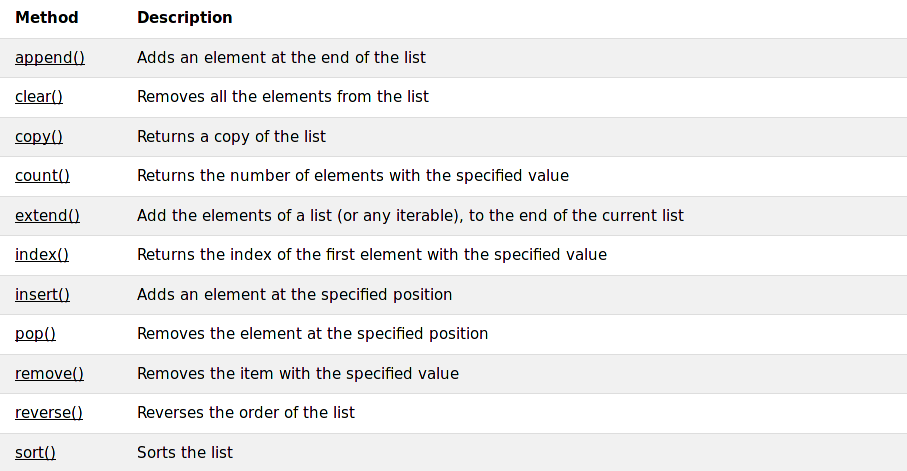 Method Description
append() Adds an element at the end of the list
clear() Removes all the elements from the list
copy() Returns a copy of the list
count() Returns the number of elements with the specified value
extend() Add the elements of a list (or any iterable), to the end of the current list
index() Returns the index of the first element with the specified value
insert() Adds an element at the specified position
pop() Removes the element at the specified position
remove() Removes the item with the specified value
reverse() Reverses the order of the list
sort() Sorts the list